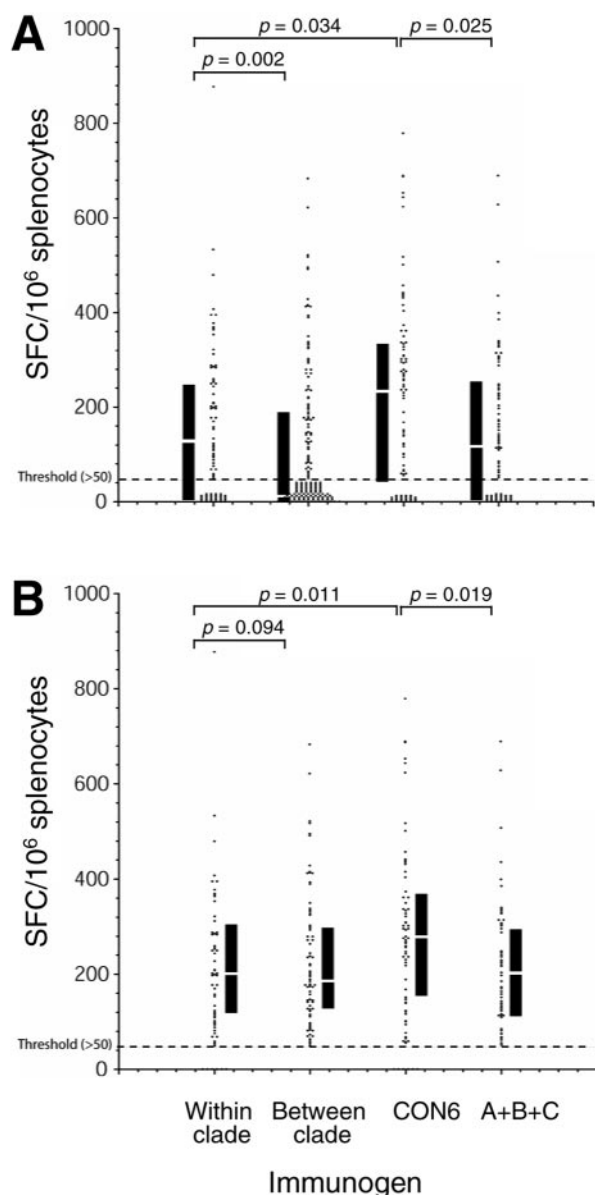 A
p = 0.034
p = 0.025
p = 0.002
1000
800
600
400
200
0
SFC/10⁶ splenocytes
Threshold (>50)
B
p = 0.011
p = 0.019
p = 0.094
1000
800
600
400
200
0
SFC/10⁶ splenocytes
Threshold (>50)
Within
clade
Between
clade
CON6
A+B+C
Immunogen